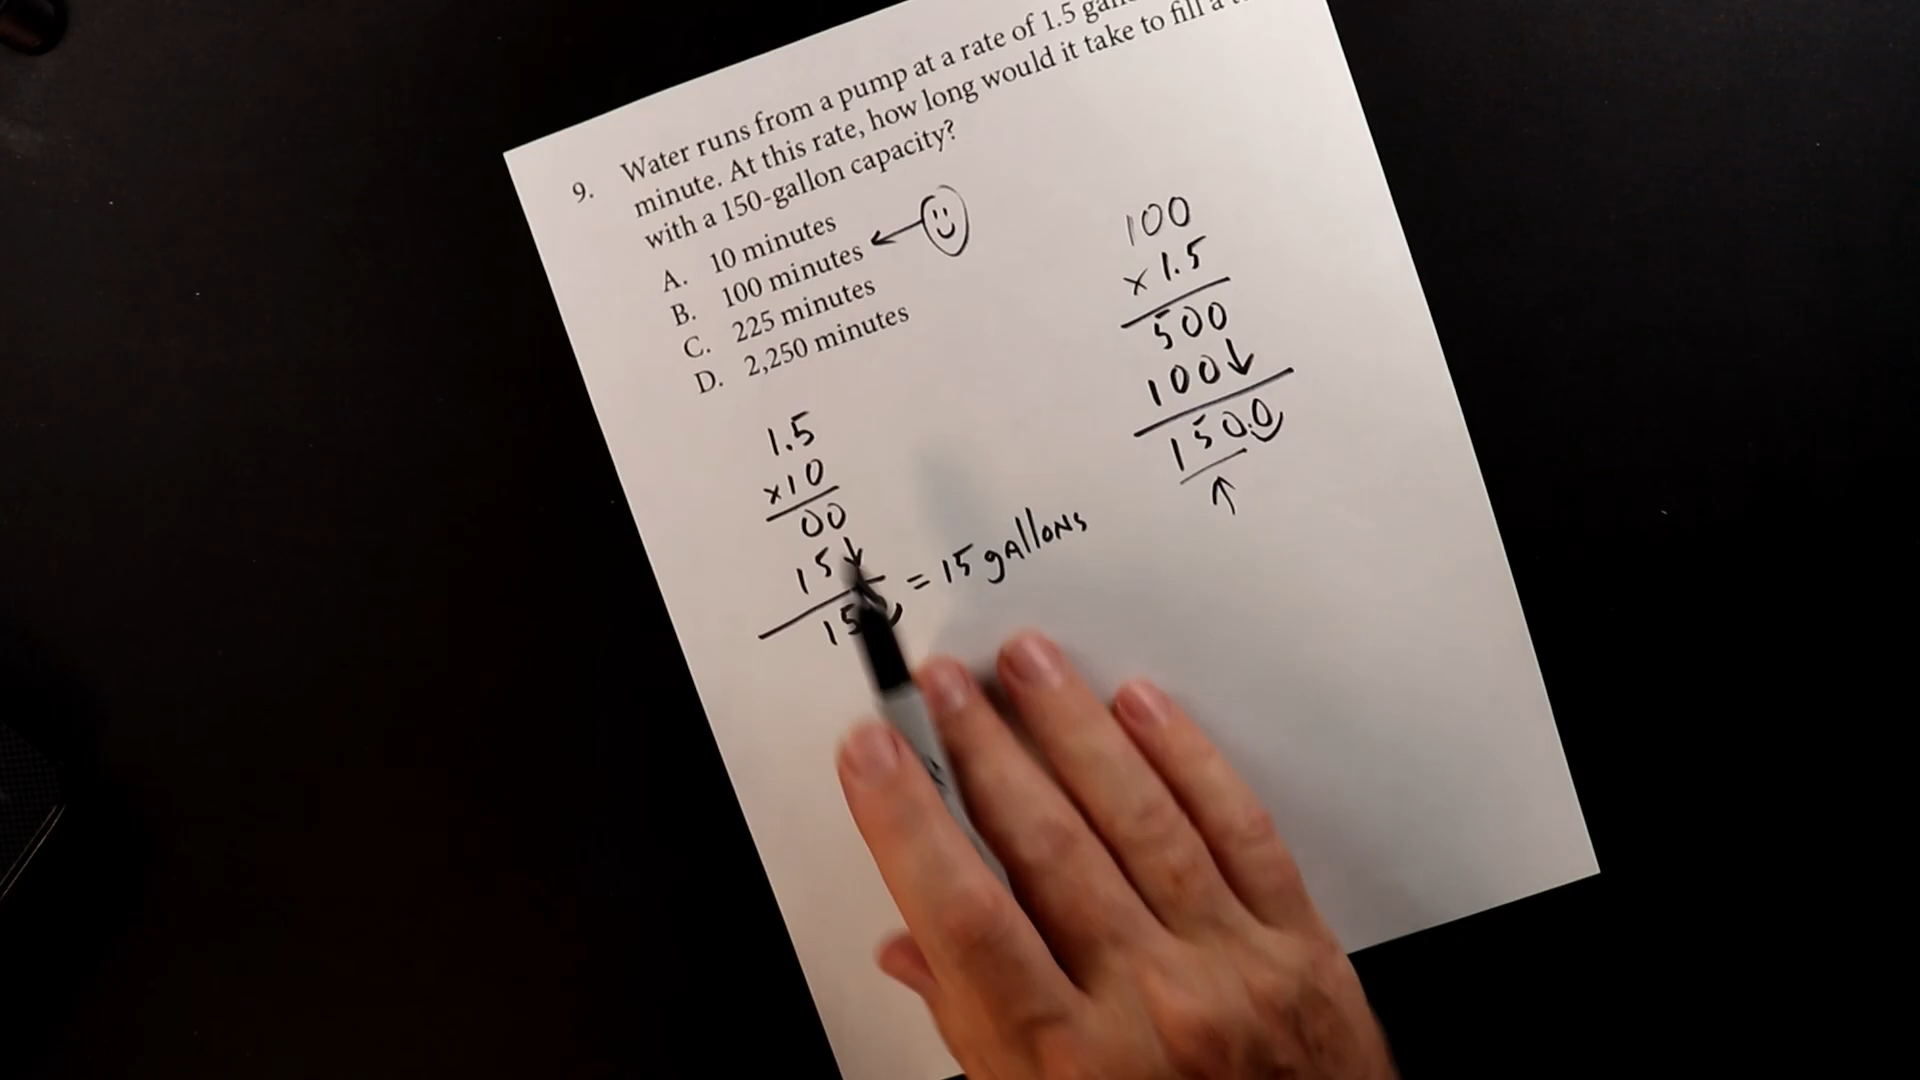 9. Water runs from a pump at a rate of 1.5
minute. At this rate, how long would it take to fill a
with a 150-gallon capacity?
A. 10 minutes
B. 100 minutes
C. 225 minutes
D. 2,250 minutes
1.5
×10
00
15
= 15 gallons
100
× 1.5
500
100
150.0